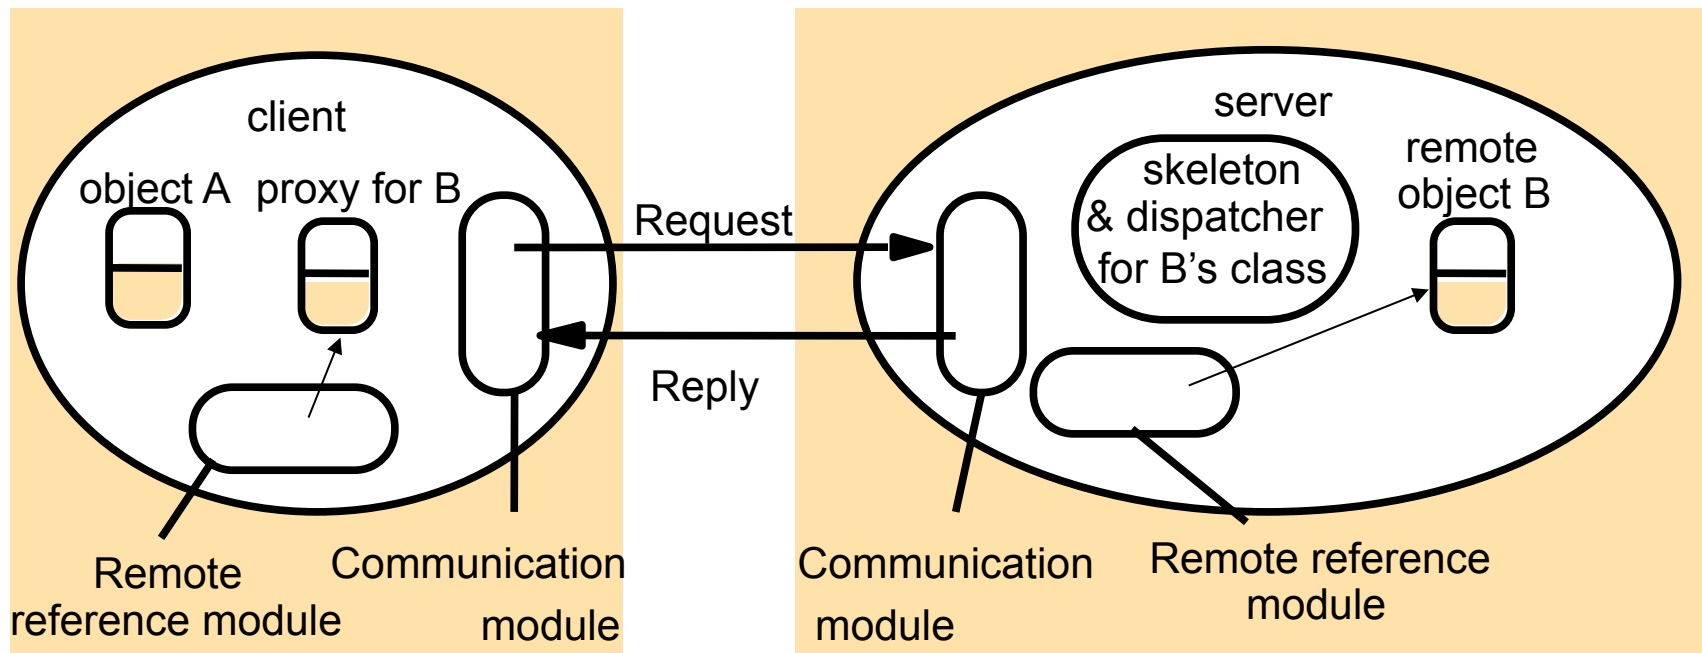 client
object A
proxy for B
Request
Reply
Remote
reference module
Communication
module
server
skeleton
& dispatcher
for B’s class
remote
object B
Communication
module
Remote reference
module